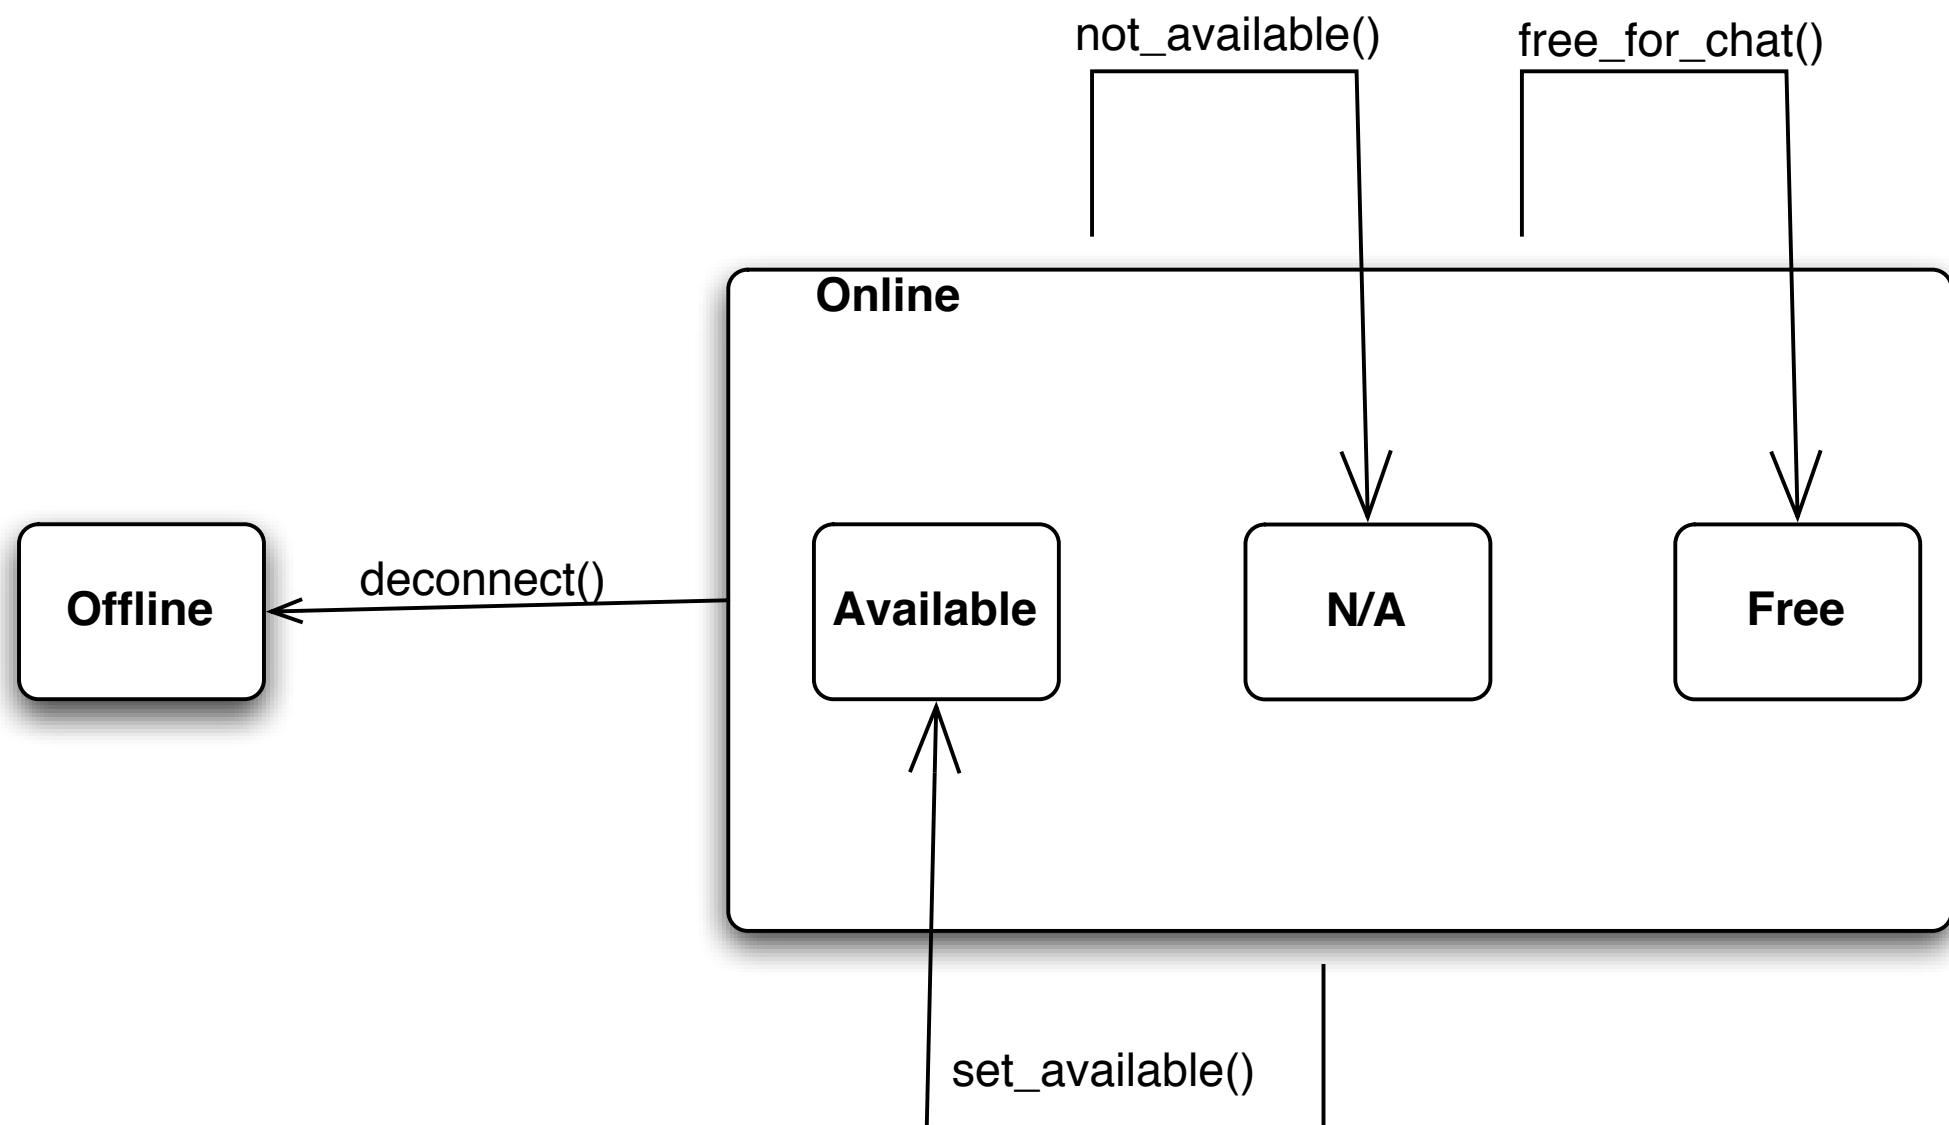 not_available()
free_for_chat()
Online
Offline
deconnect()
Available
N/A
Free
set_available()